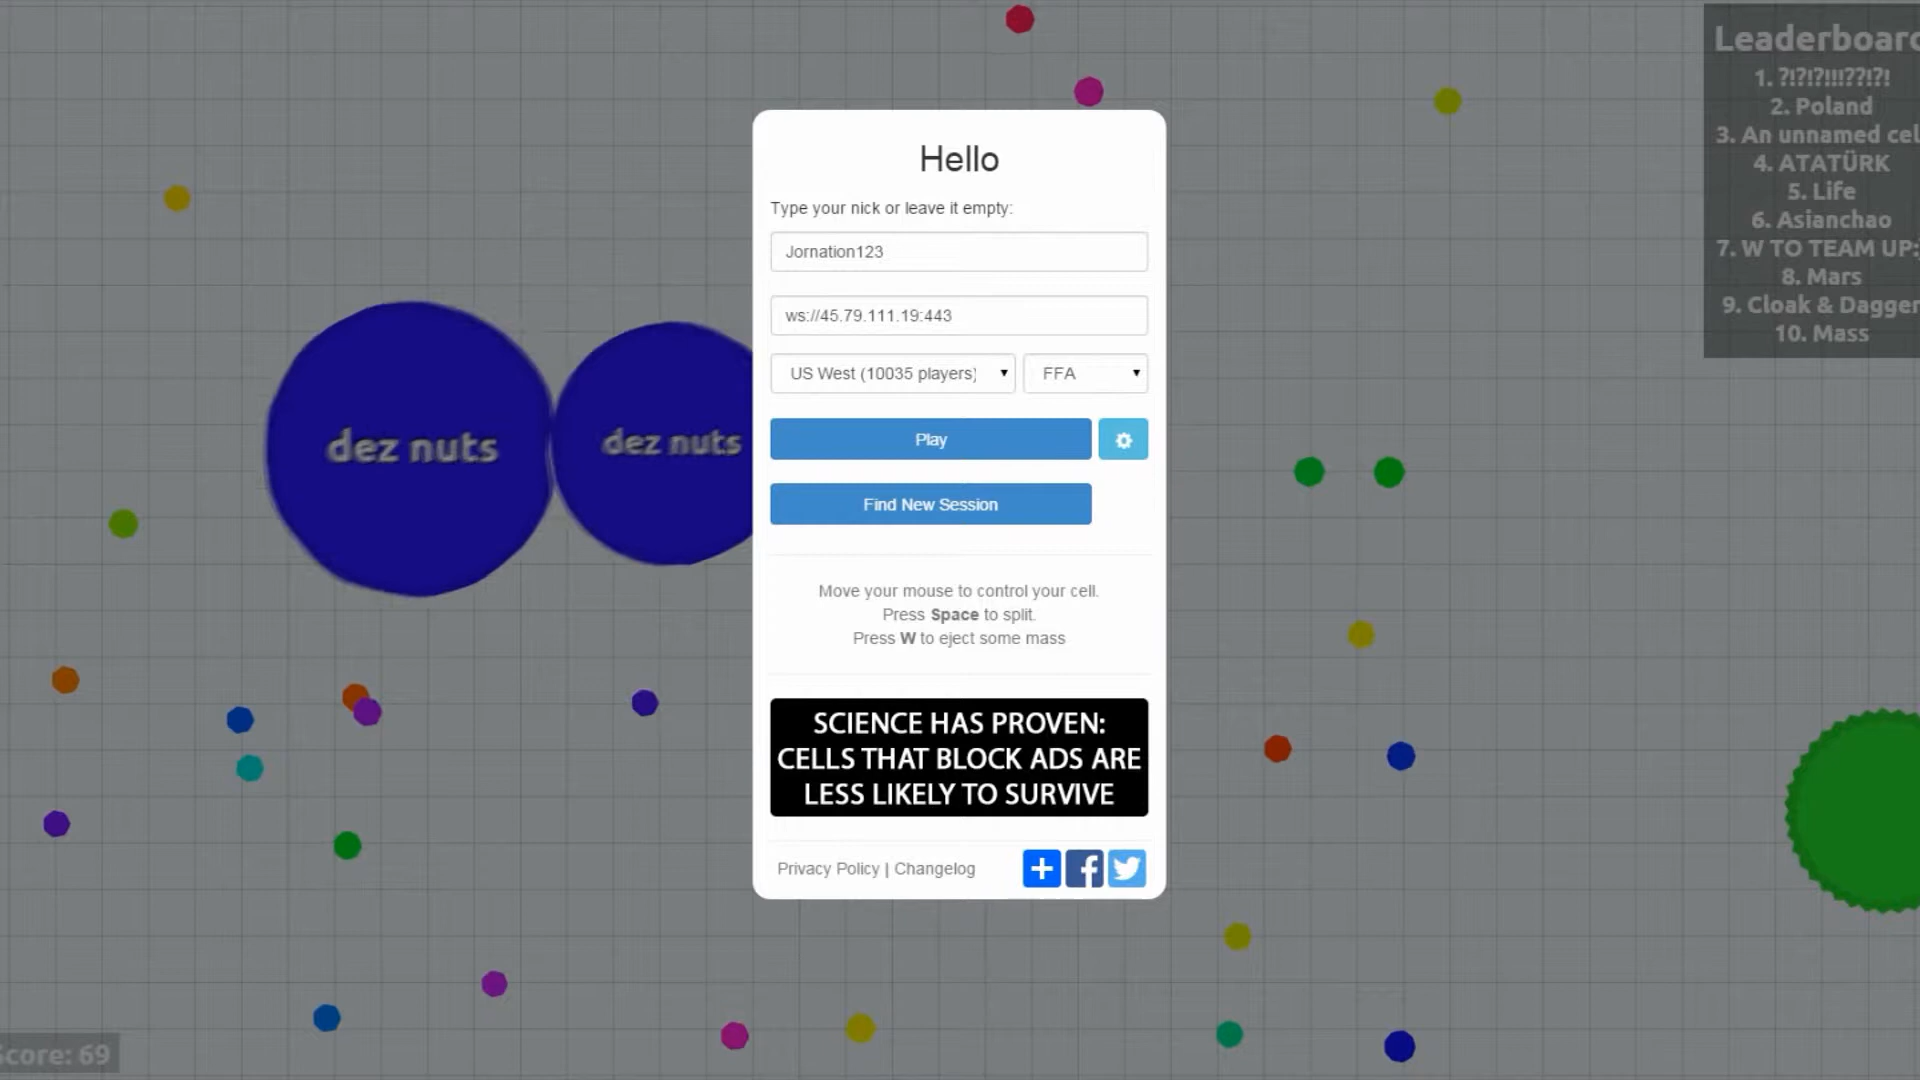 Leaderboard
1. ?!?!?!!!??!?!
2. Poland
3. An unnamed cel
4. ATATÜRK
5. Life
6. Asianchao
7. W TO TEAM UP:
8. Mars
9. Cloak & Dagger
10. Mass
Hello
Type your nick or leave it empty:
Jornation123
ws://45.79.111.19:443
US West (10035 players)
FFA
Play
Find New Session
dez nuts
dez nuts
Move your mouse to control your cell.
Press Space to split.
Press W to eject some mass
SCIENCE HAS PROVEN:
CELLS THAT BLOCK ADS ARE
LESS LIKELY TO SURVIVE
Privacy Policy | Changelog
Score: 69